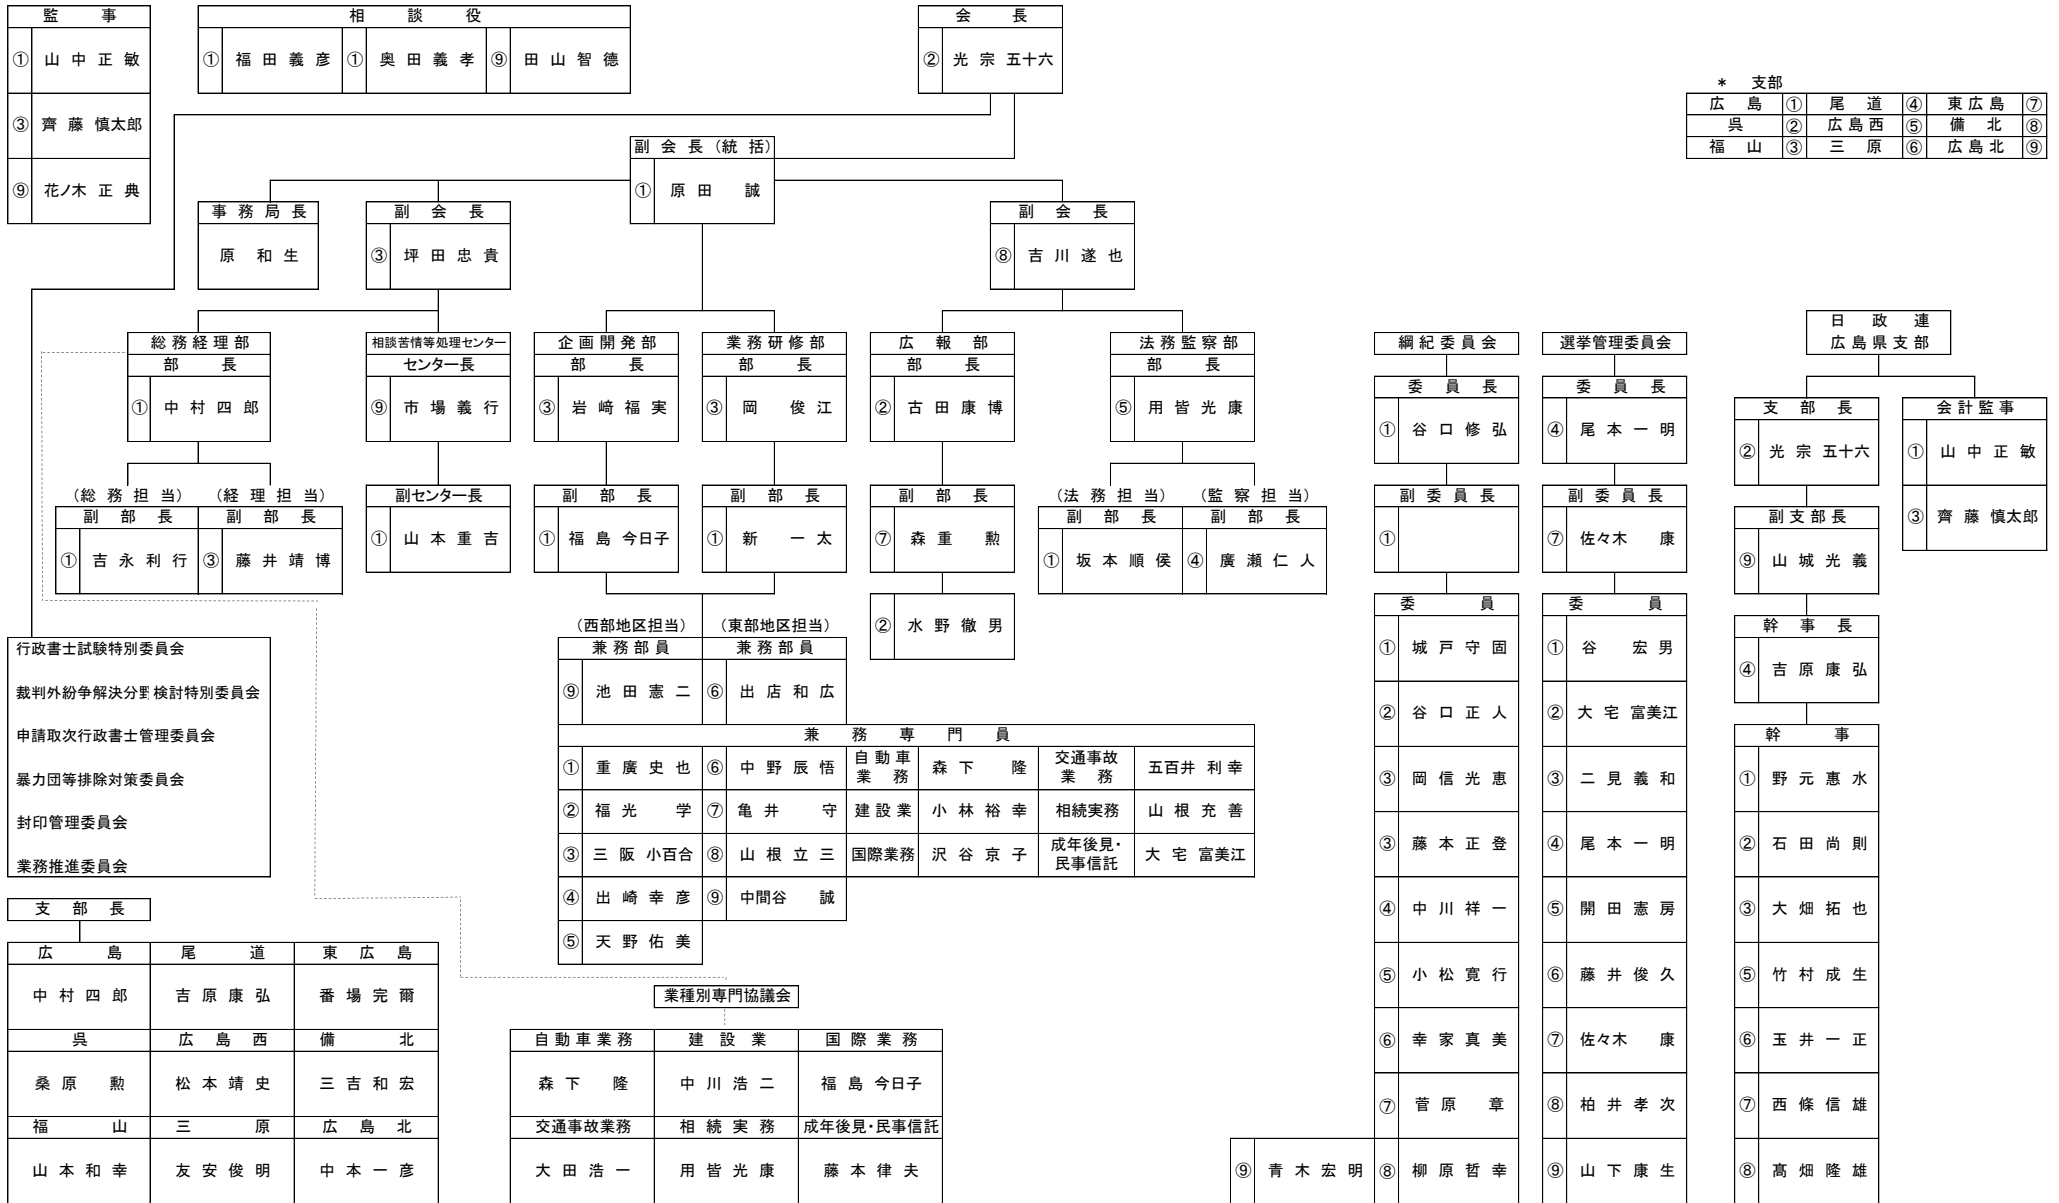 監　事
① 山中正敏
③ 齊藤慎太郎
⑨ 花ノ木正典
相　談　役
① 福田義彦 ① 奥田義孝 ⑨ 田山智徳
会　長
② 光宗五十六
＊　支部
広島 ① 尾道 ④ 東広島 ⑦
呉 ② 広島西 ⑤ 備北 ⑧
福山 ③ 三原 ⑥ 広島北 ⑨
副会長（統括）
① 原田　誠
事務局長
原　和生
副会長
③ 坪田忠貴
副会長
⑧ 吉川遂也
総務経理部
部　長
① 中村四郎
（総務担当）
副部長
① 吉永利行
（経理担当）
副部長
③ 藤井靖博
相談苦情等処理センター
センター長
⑨ 市場義行
副センター長
① 山本重吉
企画開発部
部　長
③ 岩﨑福実
副部長
① 福島今日子
業務研修部
部　長
③ 岡　俊江
副部長
① 新　一太
広報部
部　長
② 古田康博
副部長
⑦ 森重　勲
② 水野徹男
法務監察部
部　長
⑤ 用皆光康
（法務担当）
副部長
① 坂本順侯
（監察担当）
副部長
④ 廣瀬仁人
（西部地区担当）
兼務部員
⑨ 池田憲二
（東部地区担当）
兼務部員
⑥ 出店和広
兼　務　専　門　員
① 重廣史也 ⑥ 中野辰悟 自動車業務 森下　隆 交通事故業務 五百井利幸
② 福光　学 ⑦ 亀井　守 建設業 小林裕幸 相続実務 山根充善
③ 三阪小百合 ⑧ 山根立三 国際業務 沢谷京子 成年後見・民事信託 大宅富美江
④ 出崎幸彦 ⑨ 中間谷　誠
⑤ 天野佑美
綱紀委員会
委員長
① 谷口修弘
副委員長
①
委　員
① 城戸守固
② 谷口正人
③ 岡信光恵
③ 藤本正登
④ 中川祥一
⑤ 小松寛行
⑥ 幸家真美
⑦ 菅原　章
⑨ 青木宏明 ⑧ 柳原哲幸
選挙管理委員会
委員長
④ 尾本一明
副委員長
⑦ 佐々木　康
委　員
① 谷　宏男
② 大宅富美江
③ 二見義和
④ 尾本一明
⑤ 開田憲房
⑥ 藤井俊久
⑦ 佐々木　康
⑧ 柏井孝次
⑨ 山下康生
日政連
広島県支部
支部長
② 光宗五十六
会計監事
① 山中正敏
③ 齊藤慎太郎
副支部長
⑨ 山城光義
幹事長
④ 吉原康弘
幹　事
① 野元惠水
② 石田尚則
③ 大畑拓也
⑤ 竹村成生
⑥ 玉井一正
⑦ 西條信雄
⑧ 髙畑隆雄
行政書士試験特別委員会
裁判外紛争解決分野検討特別委員会
申請取次行政書士管理委員会
暴力団等排除対策委員会
封印管理委員会
業務推進委員会
支部長
広島 尾道 東広島
中村四郎 吉原康弘 番場完爾
呉 広島西 備北
桑原　勲 松本靖史 三吉和宏
福山 三原 広島北
山本和幸 友安俊明 中本一彦
業種別専門協議会
自動車業務 建設業 国際業務
森下　隆 中川浩二 福島今日子
交通事故業務 相続実務 成年後見・民事信託
大田浩一 用皆光康 藤本律夫